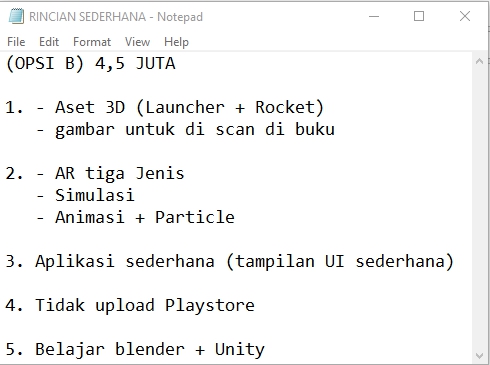 RINCIAN SEDERHANA - Notepad
File Edit Format View Help
(OPSI B) 4,5 JUTA
1. - Aset 3D (Launcher + Rocket)
- gambar untuk di scan di buku
2. - AR tiga Jenis
- Simulasi
- Animasi + Particle
3. Aplikasi sederhana (tampilan UI sederhana)
4. Tidak upload Playstore
5. Belajar blender + Unity